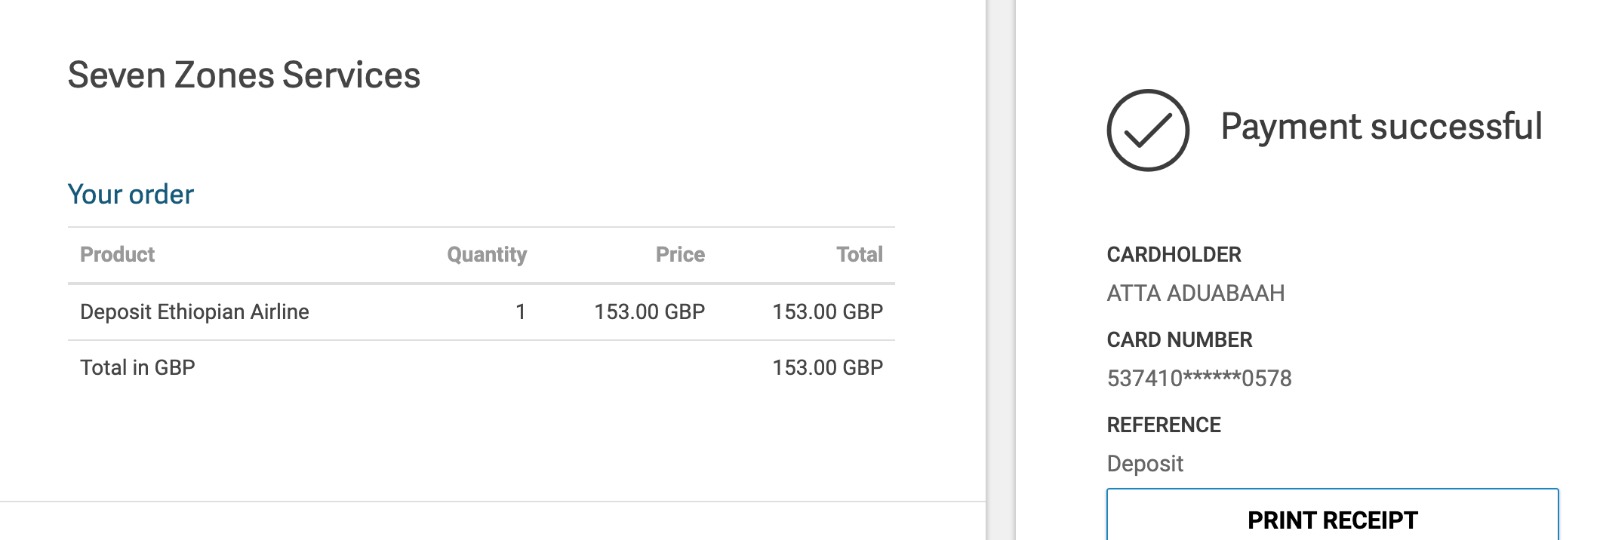 Seven Zones Services
Your order
Product Quantity Price Total
Deposit Ethiopian Airline 1 153.00 GBP 153.00 GBP
Total in GBP 153.00 GBP
Payment successful
CARDHOLDER
ATTA ADUABAAH
CARD NUMBER
537410******0578
REFERENCE
Deposit
PRINT RECEIPT